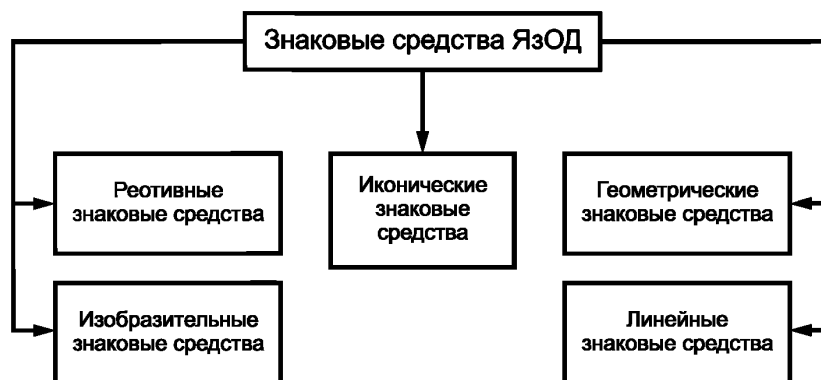 Знаковые средства ЯзОД
Реотивные
знаковые средства
Иконические
знаковые
средства
Геометрические
знаковые средства
Изобразительные
знаковые средства
Линейные
знаковые средства